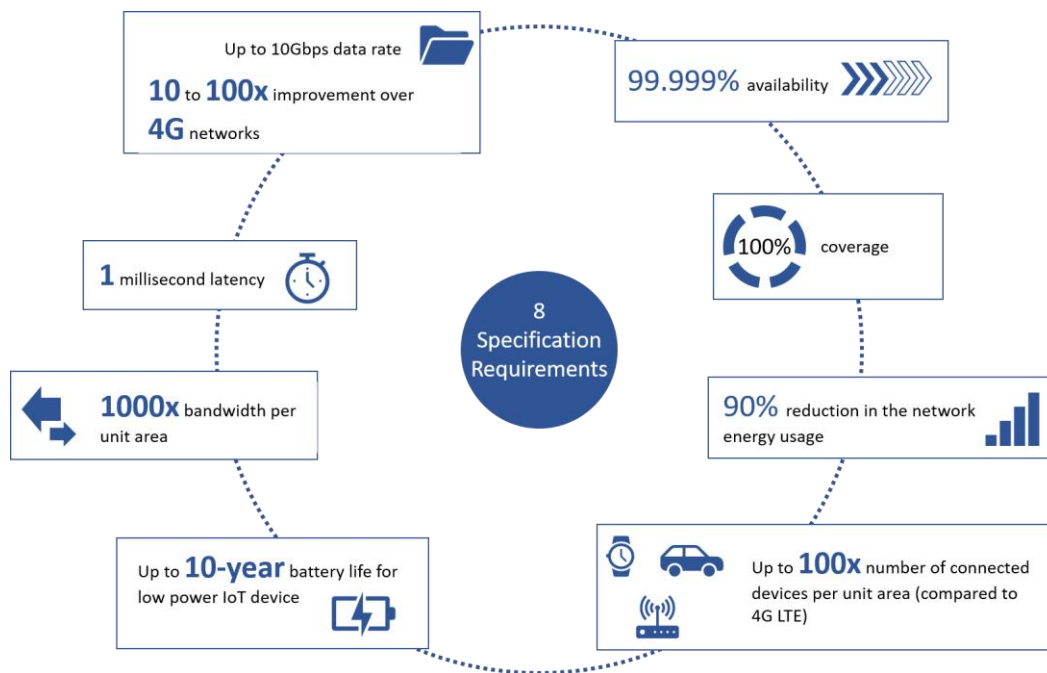 Up to 10Gbps data rate
10 to 100x improvement over
4G networks
99.999% availability
100% coverage
1 millisecond latency
8
Specification
Requirements
1000x bandwidth per
unit area
90% reduction in the network
energy usage
Up to 10-year battery life for
low power IoT device
Up to 100x number of connected
devices per unit area (compared to
4G LTE)